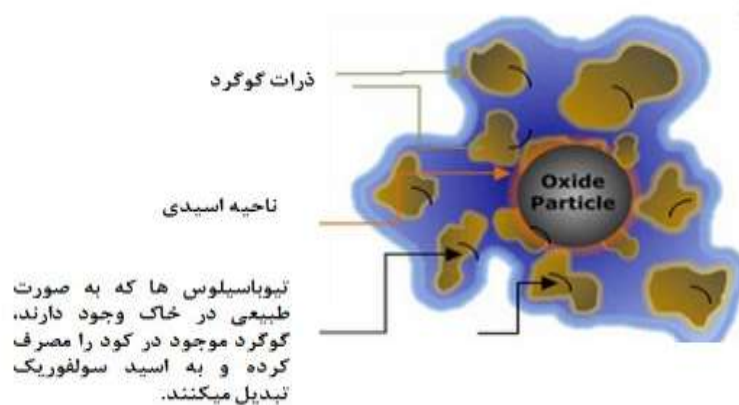 ذرات گوگرد
Oxide
Particle
ناحیه اسیدی
تیوباسیلوس ها که به صورت
طبیعی در خاک وجود دارند،
گوگرد موجود در کود را مصرف
کرده و به اسید سولفوریک
تبدیل میکنند.